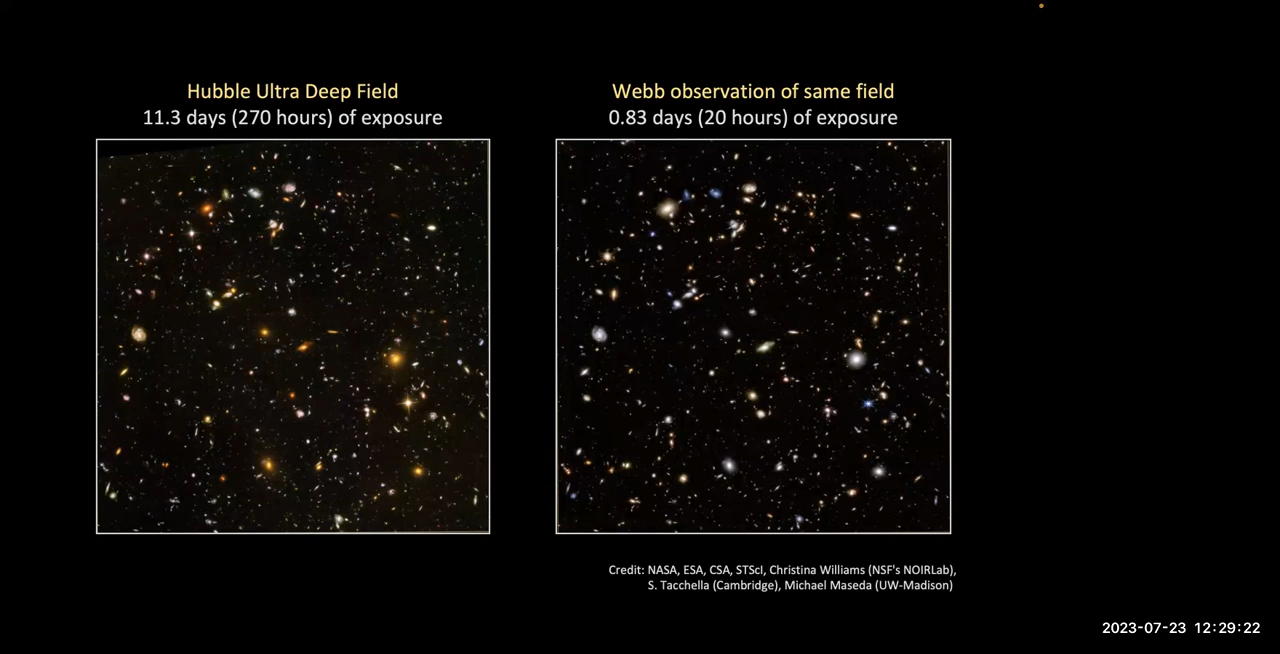 Hubble Ultra Deep Field
11.3 days (270 hours) of exposure
Webb observation of same field
0.83 days (20 hours) of exposure
Credit: NASA, ESA, CSA, STScI, Christina Williams (NSF's NOIRLab),
S. Tacchella (Cambridge), Michael Maseda (UW-Madison)
2023-07-23 12:29:22